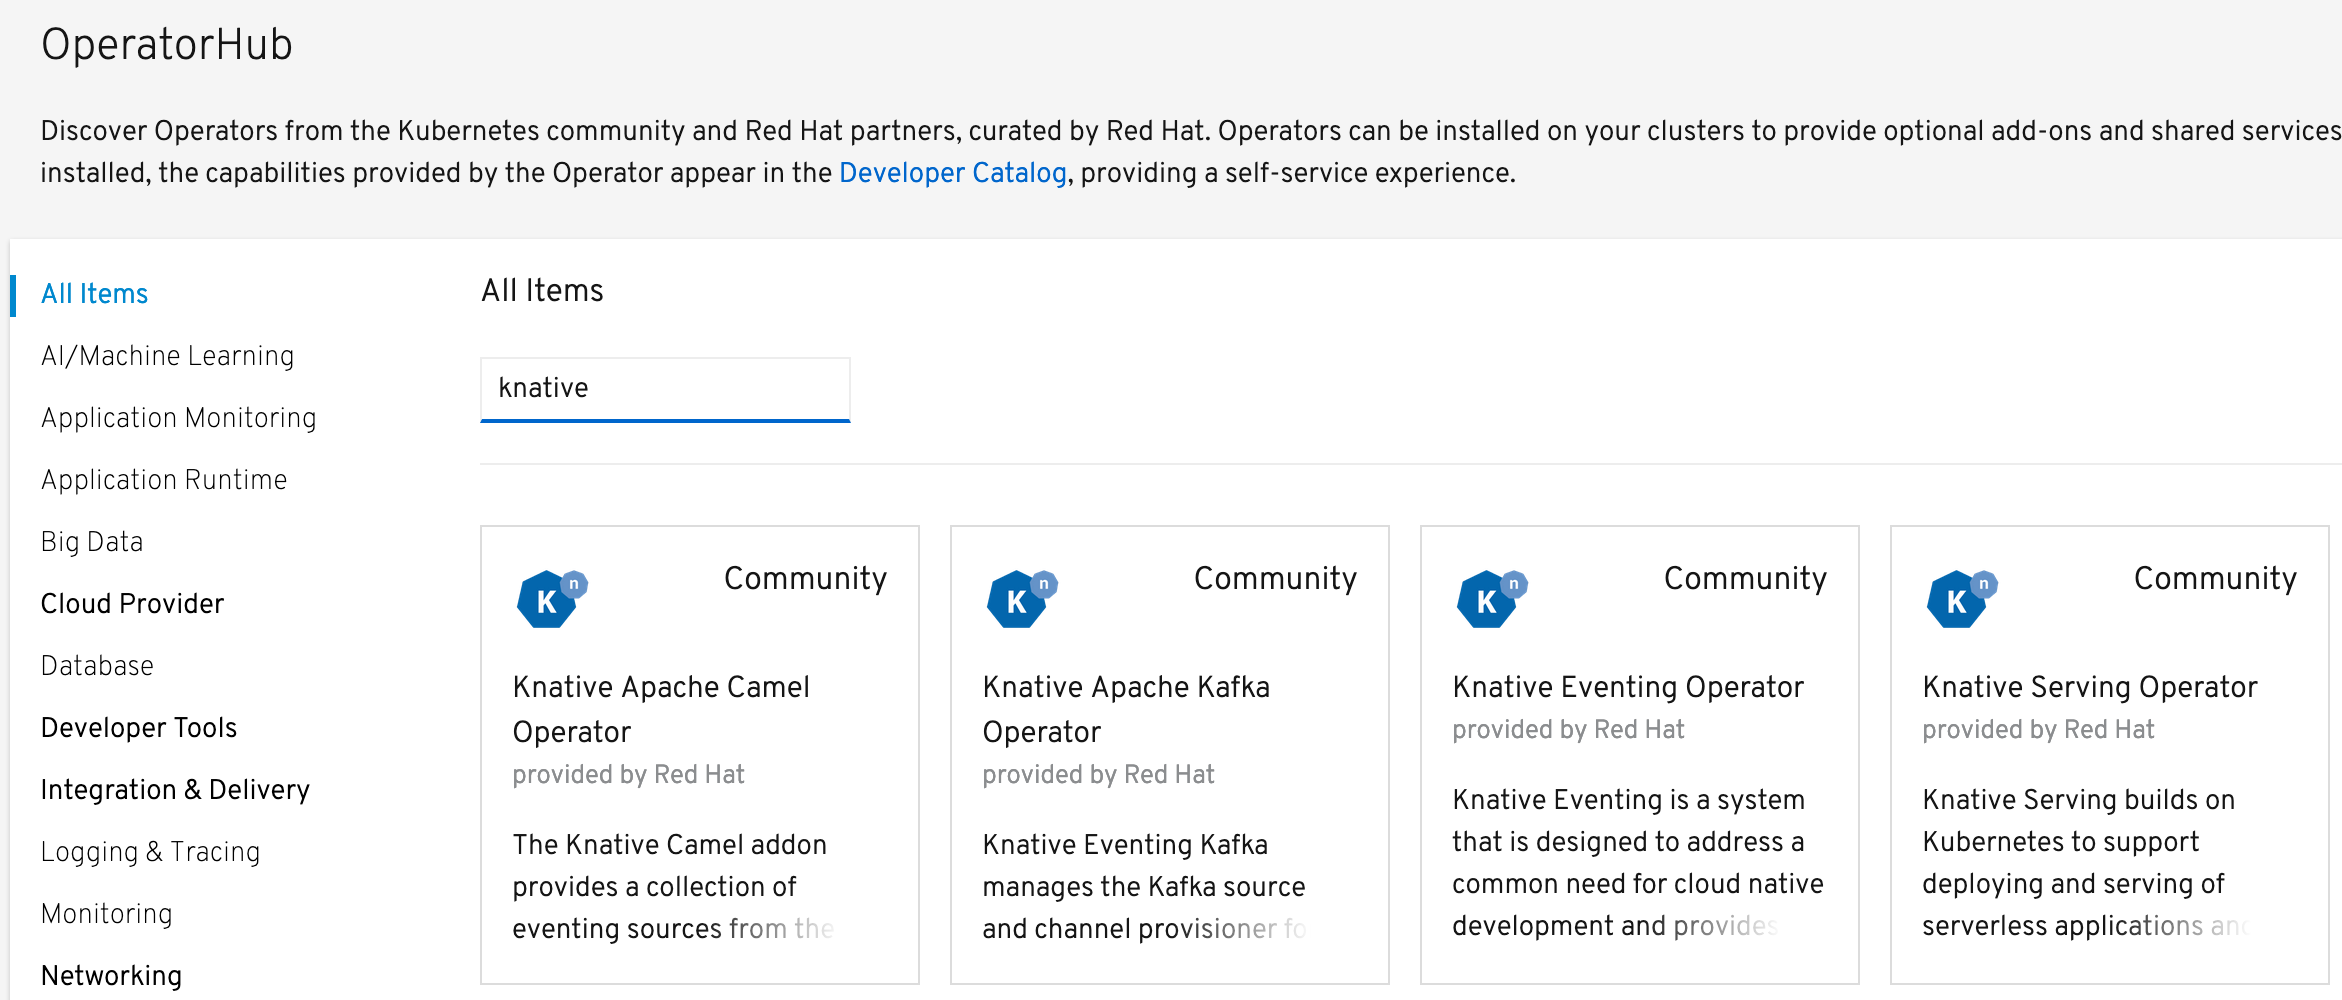 OperatorHub
Discover Operators from the Kubernetes community and Red Hat partners, curated by Red Hat. Operators can be installed on your clusters to provide optional add-ons and shared services
installed, the capabilities provided by the Operator appear in the Developer Catalog, providing a self-service experience.
All Items
AI/Machine Learning
Application Monitoring
Application Runtime
Big Data
Cloud Provider
Database
Developer Tools
Integration & Delivery
Logging & Tracing
Monitoring
Networking
All Items
knative
K n
Community
Knative Apache Camel
Operator
provided by Red Hat
The Knative Camel addon
provides a collection of
eventing sources from the
K n
Community
Knative Apache Kafka
Operator
provided by Red Hat
Knative Eventing Kafka
manages the Kafka source
and channel provisioner fo
K n
Community
Knative Eventing Operator
provided by Red Hat
Knative Eventing is a system
that is designed to address a
common need for cloud native
development and provides
K n
Community
Knative Serving Operator
provided by Red Hat
Knative Serving builds on
Kubernetes to support
deploying and serving of
serverless applications and